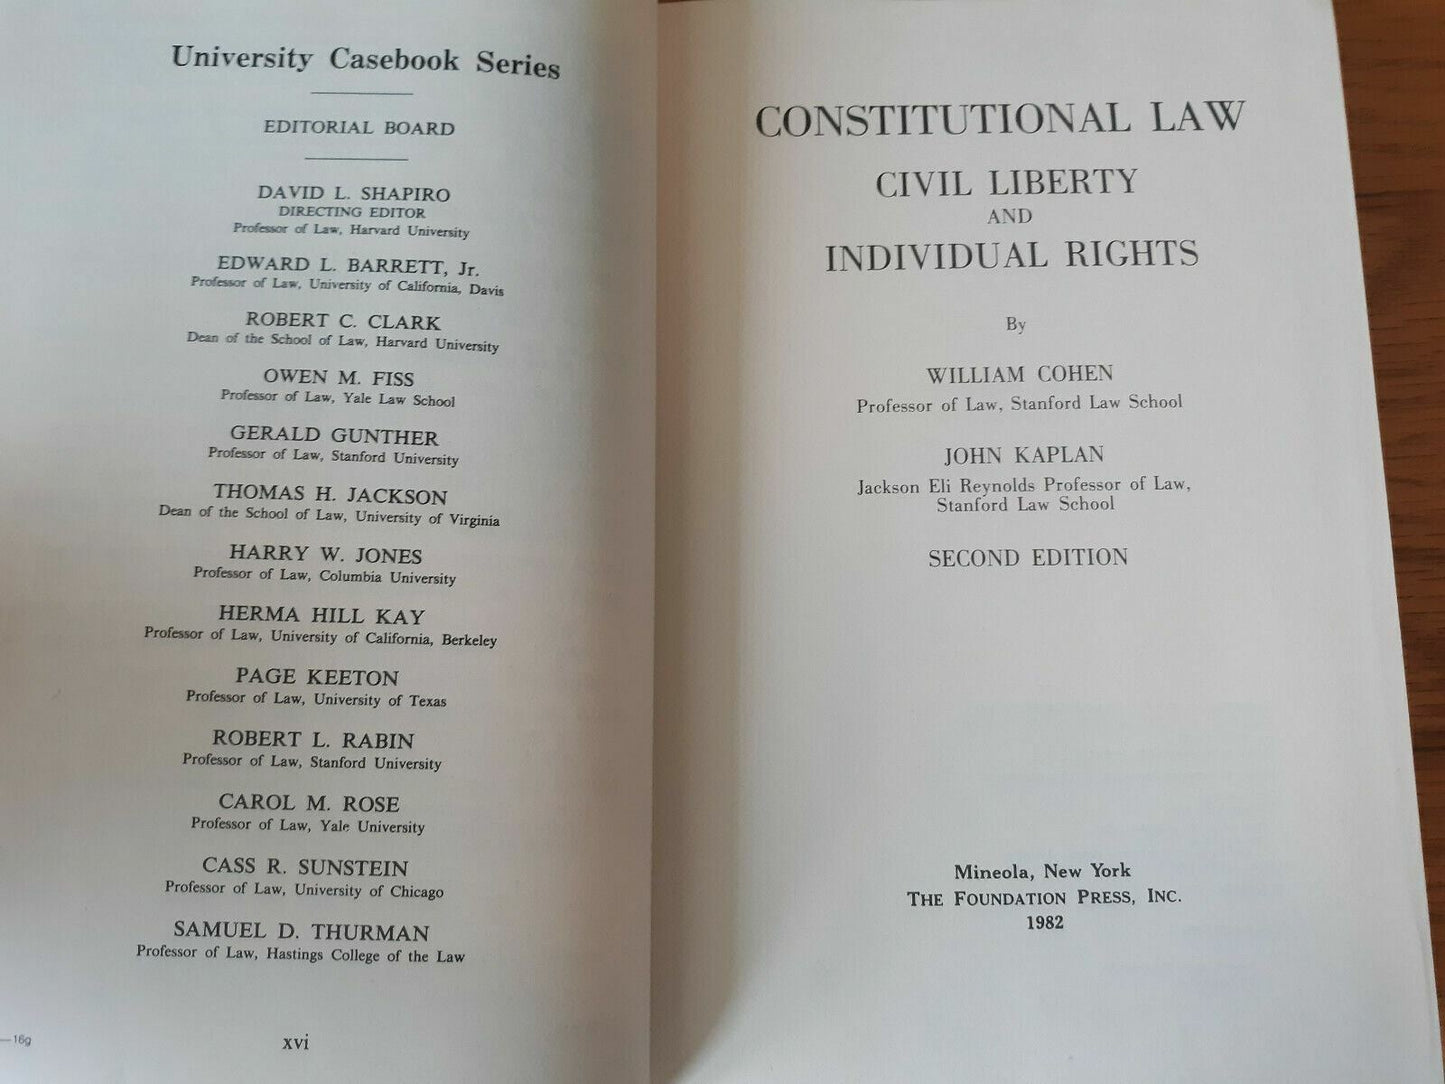 University Casebook Series
EDITORIAL BOARD
DAVID L. SHAPIRO
DIRECTING EDITOR
Professor of Law, Harvard University
EDWARD L. BARRETT, Jr.
Professor of Law, University of California, Davis
ROBERT C. CLARK
Dean of the School of Law, Harvard University
OWEN M. FISS
Professor of Law, Yale Law School
GERALD GUNTHER
Professor of Law, Stanford University
THOMAS H. JACKSON
Dean of the School of Law, University of Virginia
HARRY W. JONES
Professor of Law, Columbia University
HERMA HILL KAY
Professor of Law, University of California, Berkeley
PAGE KEETON
Professor of Law, University of Texas
ROBERT L. RABIN
Professor of Law, Stanford University
CAROL M. ROSE
Professor of Law, Yale University
CASS R. SUNSTEIN
Professor of Law, University of Chicago
SAMUEL D. THURMAN
Professor of Law, Hastings College of the Law
—16g
xvi
CONSTITUTIONAL LAW
CIVIL LIBERTY
AND
INDIVIDUAL RIGHTS
By
WILLIAM COHEN
Professor of Law, Stanford Law School
JOHN KAPLAN
Jackson Eli Reynolds Professor of Law,
Stanford Law School
SECOND EDITION
Mineola, New York
THE FOUNDATION PRESS, INC.
1982